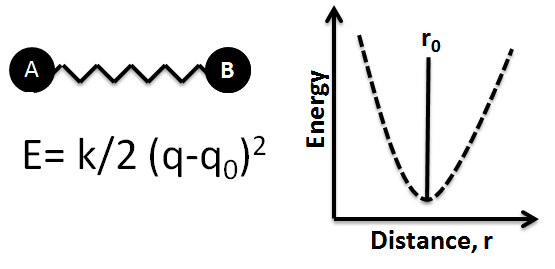 A B
E= k/2 (q-q₀)²
r₀
Energy
Distance, r